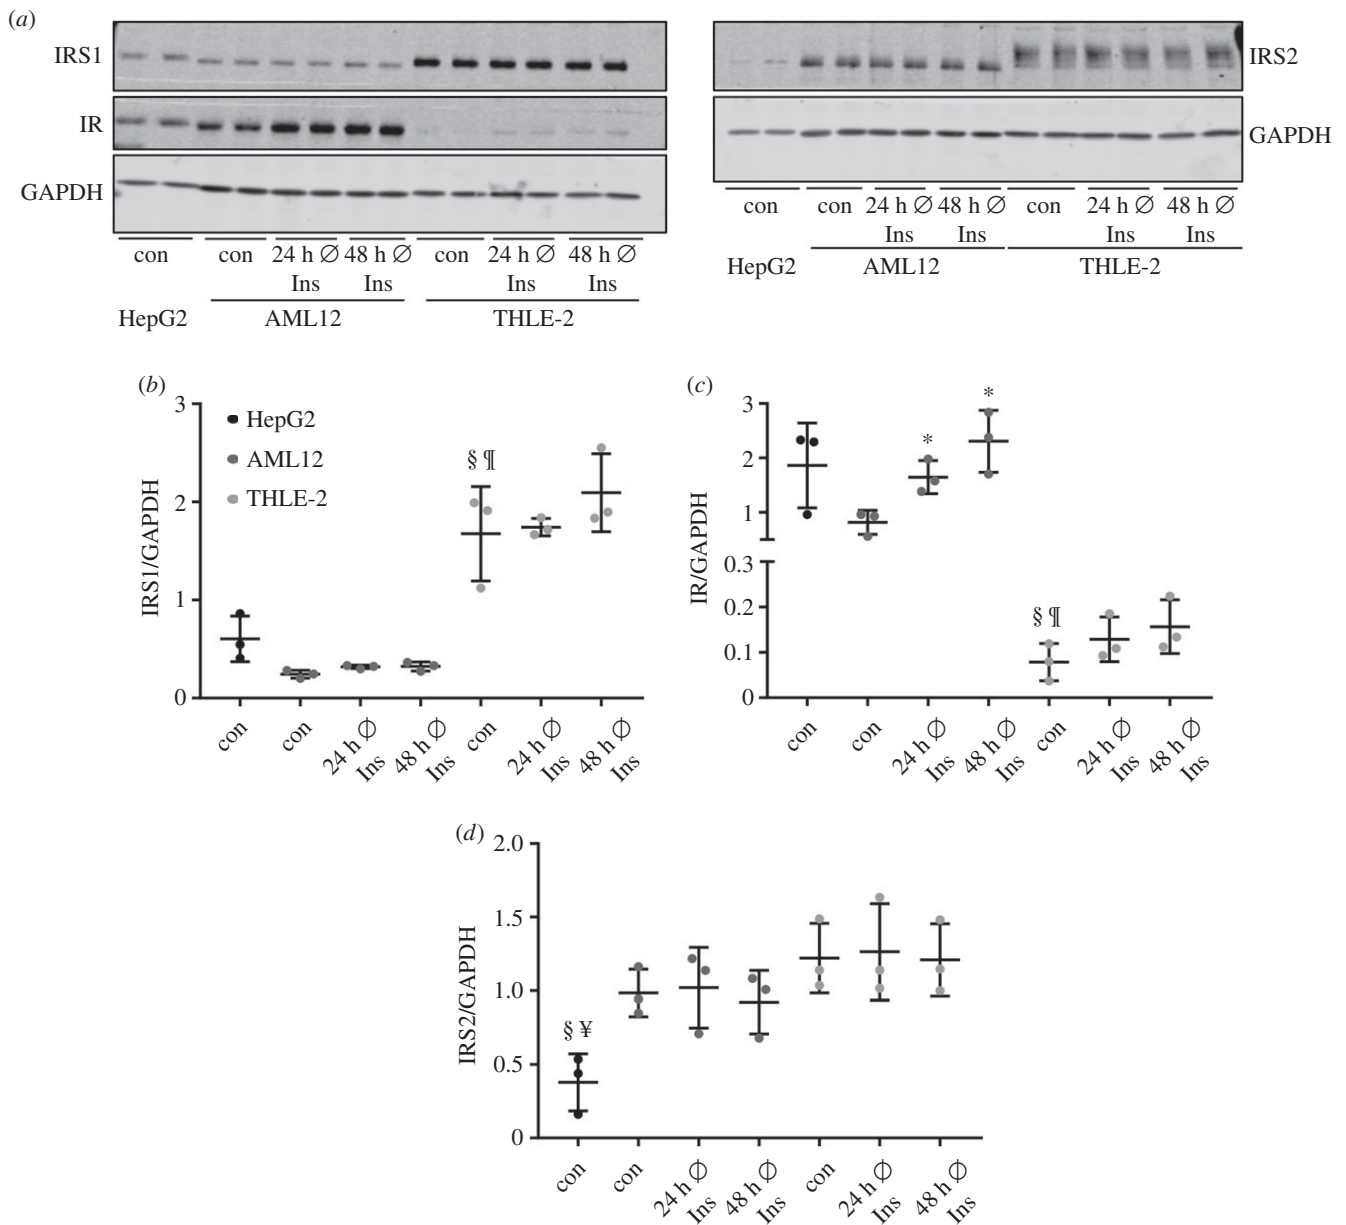 (a)
IRS1
IR
GAPDH
con con 24 h ∅ 48 h ∅ con 24 h ∅ 48 h ∅
Ins Ins Ins Ins
HepG2 AML12 THLE-2
IRS2
GAPDH
con con 24 h ∅ 48 h ∅ con 24 h ∅ 48 h ∅
Ins Ins Ins Ins
HepG2 AML12 THLE-2
(b)
IRS1/GAPDH
3
2
1
0
HepG2
AML12
THLE-2
§ ¶
con
con
24 h ∅
Ins
48 h ∅
Ins
con
24 h ∅
Ins
48 h ∅
Ins
(c)
IR/GAPDH
3
2
1
0.3
0.2
0.1
0
*
*
§ ¶
con
con
24 h ∅
Ins
48 h ∅
Ins
con
24 h ∅
Ins
48 h ∅
Ins
(d)
IRS2/GAPDH
2.0
1.5
1.0
0.5
0
§ ¥
con
con
24 h ∅
Ins
48 h ∅
Ins
con
24 h ∅
Ins
48 h ∅
Ins